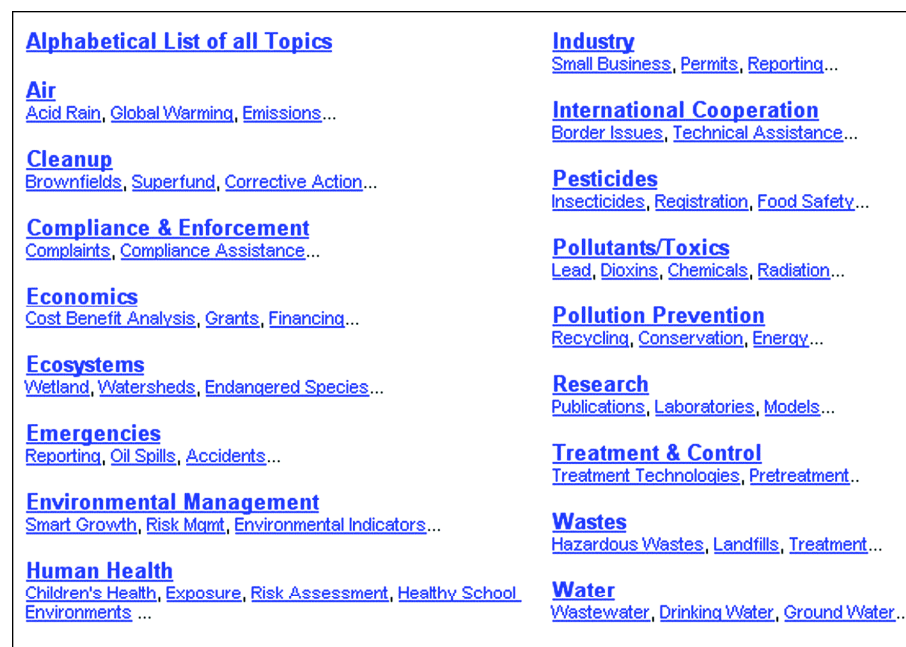 Alphabetical List of all Topics
Air
Acid Rain, Global Warming, Emissions...
Cleanup
Brownfields, Superfund, Corrective Action...
Compliance & Enforcement
Complaints, Compliance Assistance...
Economics
Cost Benefit Analysis, Grants, Financing...
Ecosystems
Wetland, Watersheds, Endangered Species...
Emergencies
Reporting, Oil Spills, Accidents...
Environmental Management
Smart Growth, Risk Mgmt, Environmental Indicators...
Human Health
Children's Health, Exposure, Risk Assessment, Healthy School
Environments ...
Industry
Small Business, Permits, Reporting...
International Cooperation
Border Issues, Technical Assistance...
Pesticides
Insecticides, Registration, Food Safety...
Pollutants/Toxics
Lead, Dioxins, Chemicals, Radiation...
Pollution Prevention
Recycling, Conservation, Energy...
Research
Publications, Laboratories, Models...
Treatment & Control
Treatment Technologies, Pretreatment..
Wastes
Hazardous Wastes, Landfills, Treatment...
Water
Wastewater, Drinking Water, Ground Water..